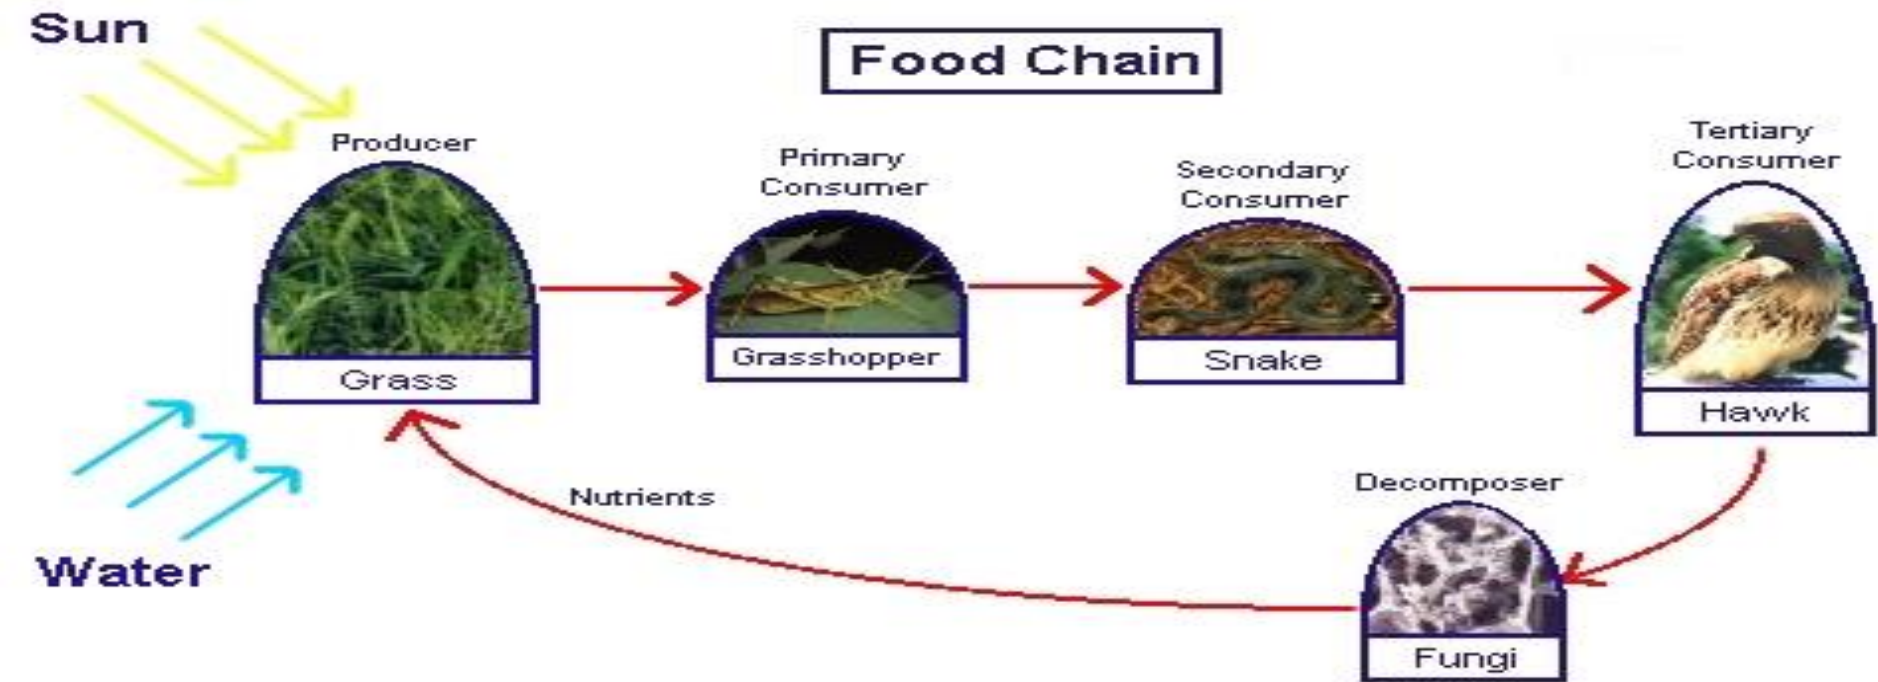 Sun
Food Chain
Producer
Primary
Consumer
Secondary
Consumer
Tertiary
Consumer
Grass
Grasshopper
Snake
Hawk
Nutrients
Decomposer
Fungi
Water